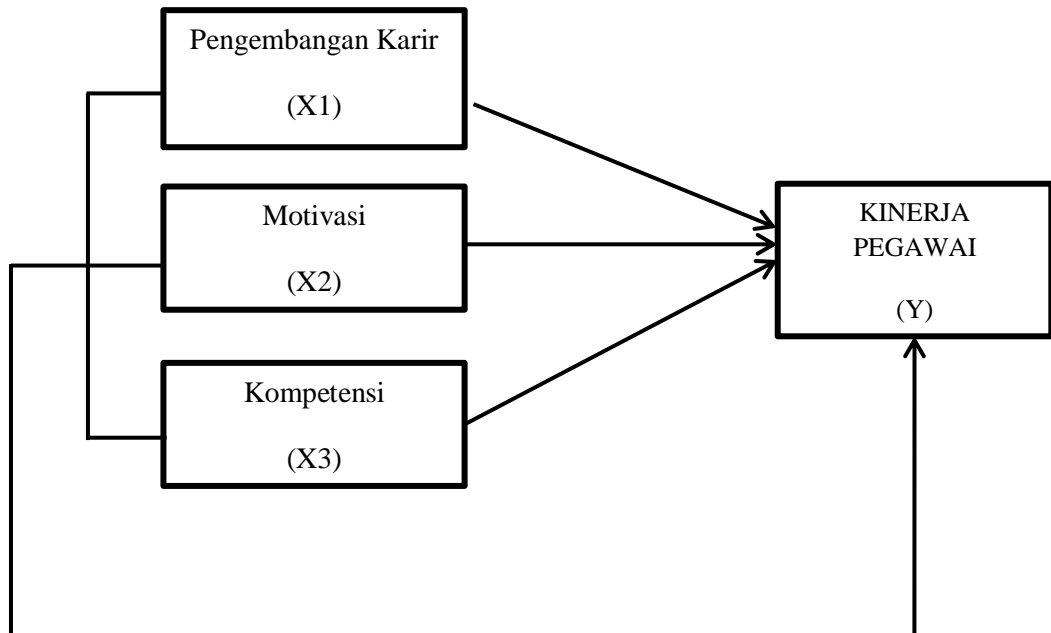 Pengembangan Karir
(X1)
Motivasi
(X2)
Kompetensi
(X3)
KINERJA
PEGAWAI
(Y)